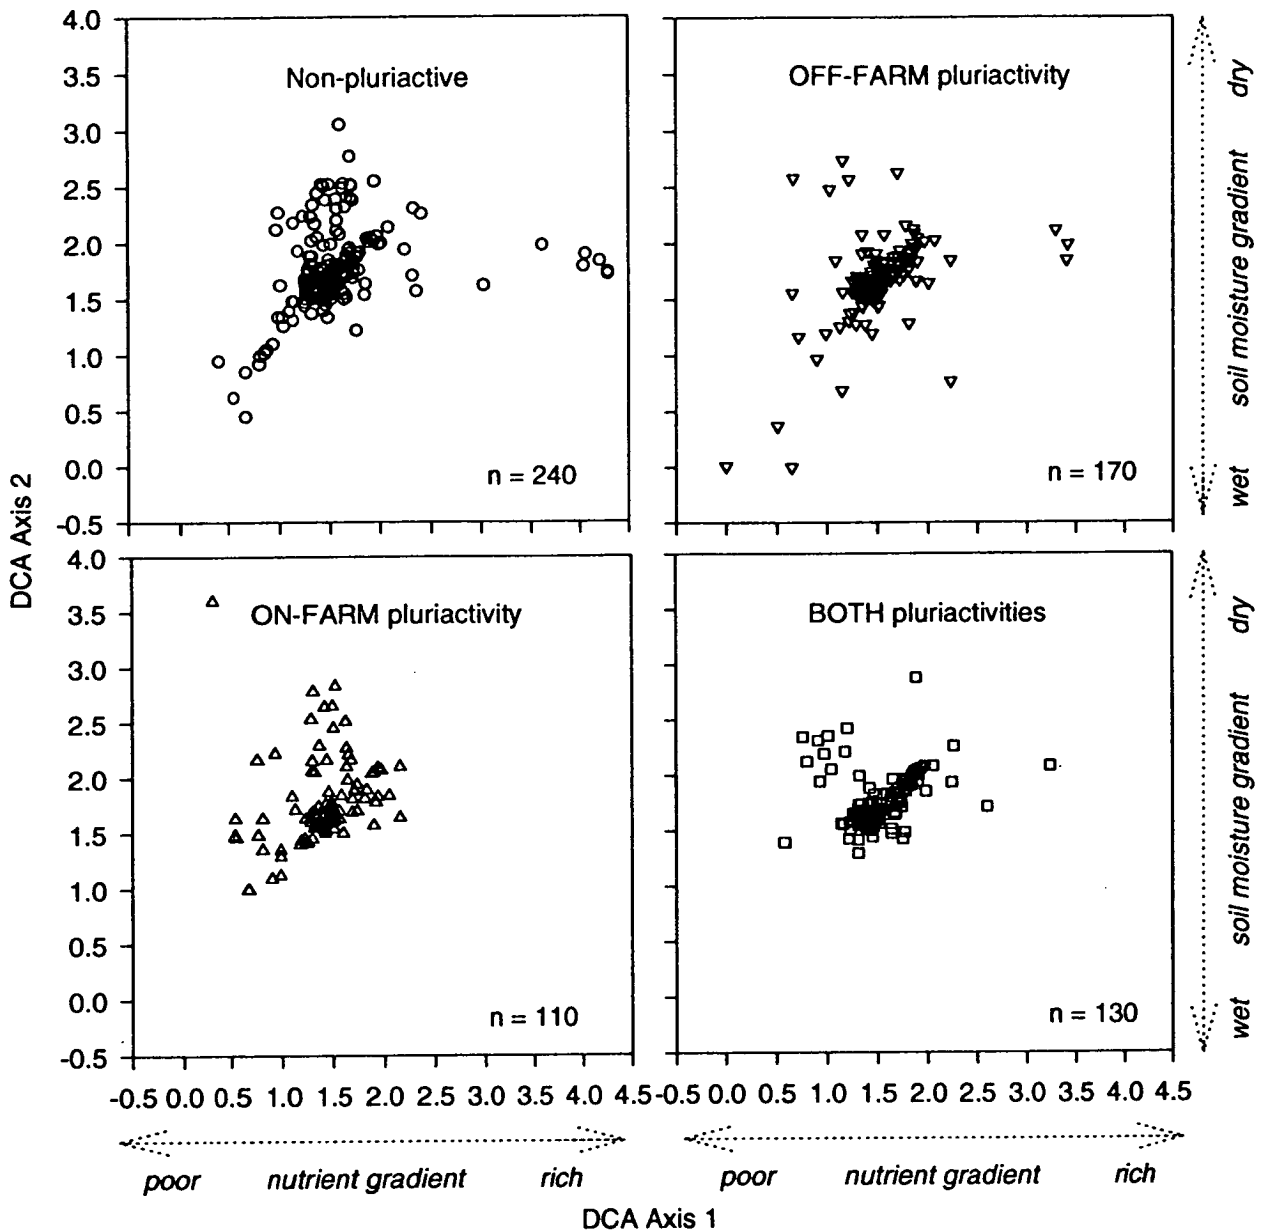 4.0
3.5
3.0
2.5
2.0
1.5
1.0
0.5
0.0
-0.5
Non-pluriactive
n = 240
-0.5 0.0 0.5 1.0 1.5 2.0 2.5 3.0 3.5 4.0 4.5
OFF-FARM pluriactivity
n = 170
dry
soil moisture gradient
wet
DCA Axis 2
4.0
3.5
3.0
2.5
2.0
1.5
1.0
0.5
0.0
-0.5
ON-FARM pluriactivity
n = 110
BOTH pluriactivities
n = 130
dry
soil moisture gradient
wet
-0.5 0.0 0.5 1.0 1.5 2.0 2.5 3.0 3.5 4.0 4.5
poor nutrient gradient rich
poor nutrient gradient rich
DCA Axis 1